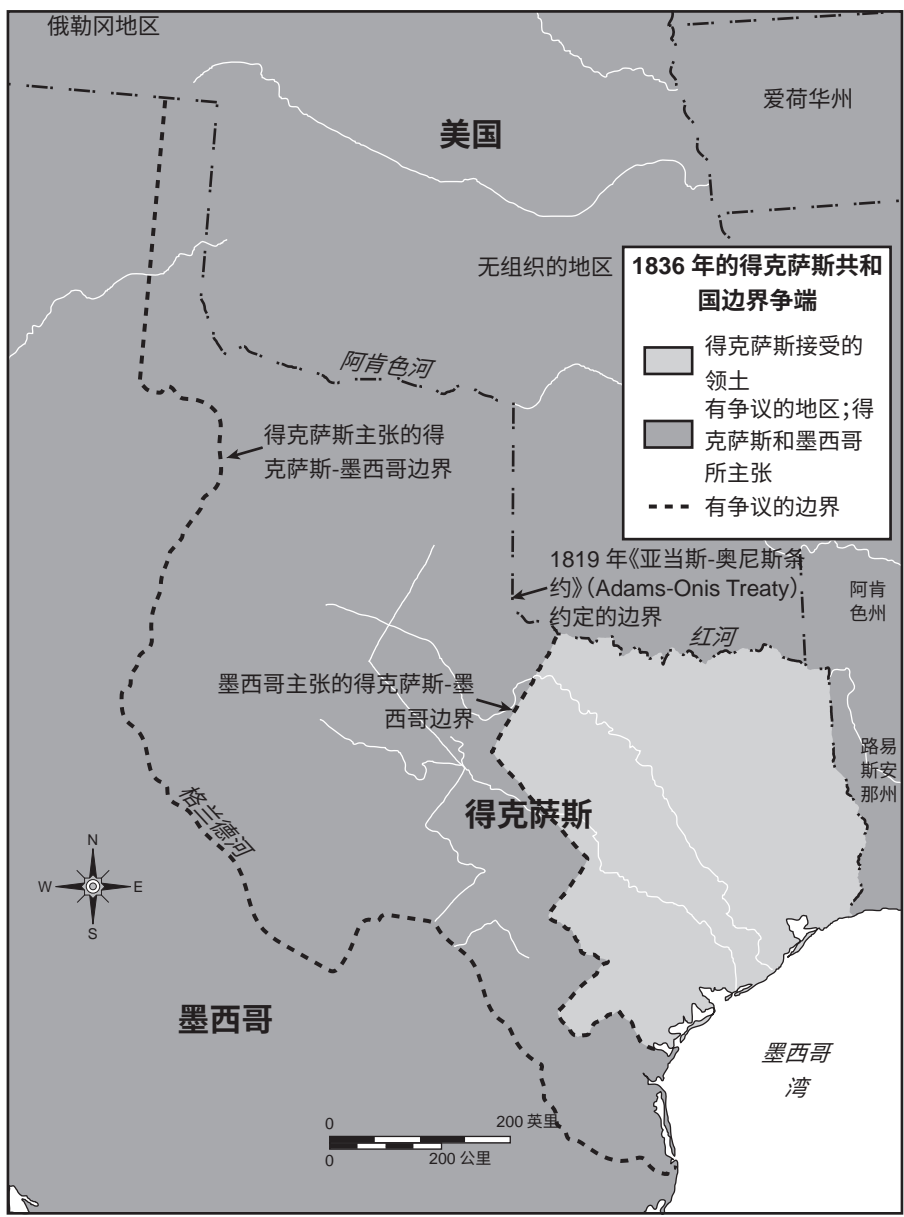 俄勒冈地区
爱荷华州
美国
无组织的地区
1836 年的得克萨斯共和
国边界争端
得克萨斯接受的
领土
有争议的地区；得
克萨斯和墨西哥
所主张
有争议的边界
阿肯色河
得克萨斯主张的得
克萨斯-墨西哥边界
1819 年《亚当斯-奥尼斯条
约》（Adams-Onis Treaty）
约定的边界
阿肯
色州
红河
墨西哥主张的得克萨斯-墨
西哥边界
路易
斯安
那州
得克萨斯
格兰德河
N
W
E
S
墨西哥
墨西哥
湾
0
200 英里
0
200 公里